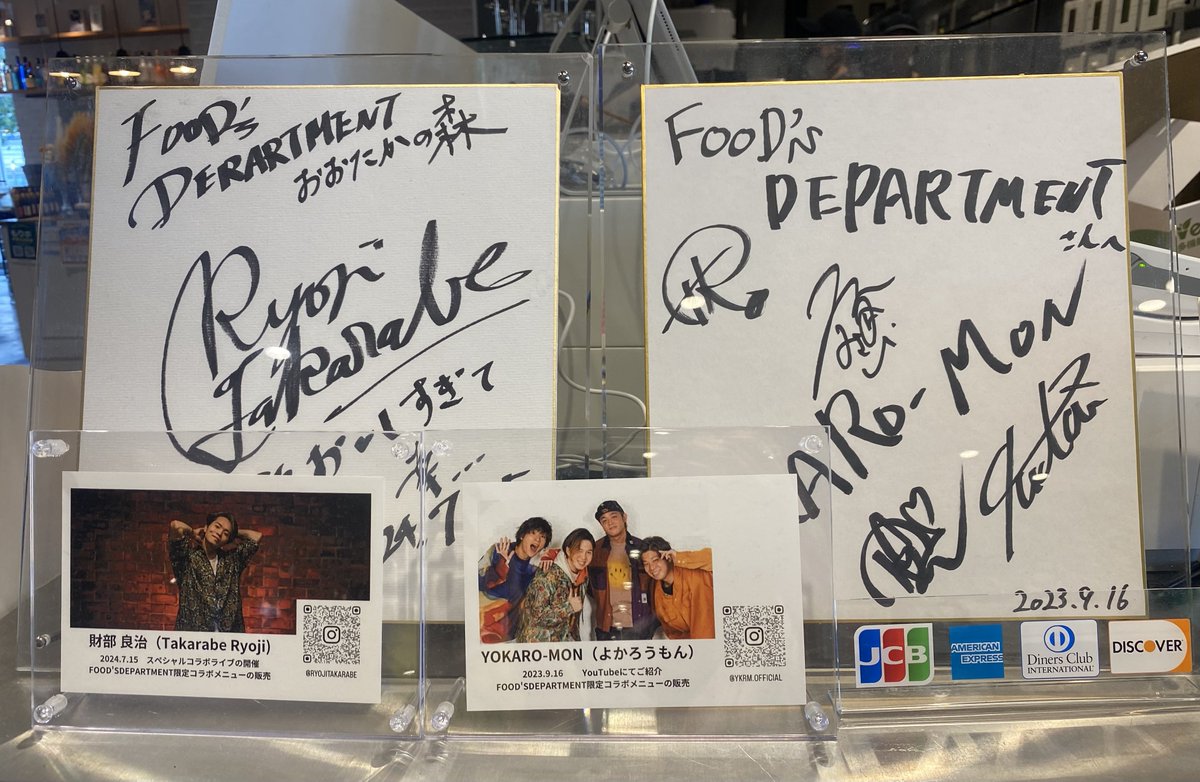 FOOD's
DERARTMENT
おおたかの森
Ryoji
Takarabe
すぎて
24.7
FOOD's
DEPARTMENT
さんへ
ARO-MON
2023.9.16
財部 良治（Takarabe Ryoji）
2024.7.15 スペシャルコラボライブの開催
FOOD'SDEPARTMENT限定コラボメニューの販売
@RYOJITAKARABE
YOKARO-MON（よかろうもん）
2023.9.16 YouTubeにてご紹介
FOOD'SDEPARTMENT限定コラボメニューの販売
@YKRM.OFFICIAL
JCB
AMERICAN
EXPRESS
Diners Club
INTERNATIONAL
DISCOVER